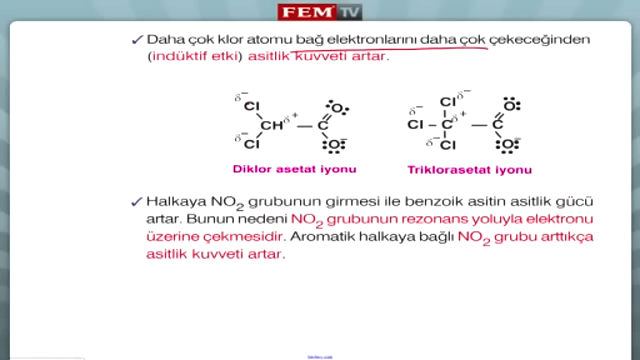 FEM TV
✓ Daha çok klor atomu bağ elektronlarını daha çok çekeceğinden
(indüktif etki) asitlik kuvveti artar.
δ− Cl
δ− Cl
CH δ+ — C
O
O−
Diklor asetat iyonu
Cl δ−
δ− Cl – C δ+ — C
δ− Cl
O
O−
Triklorasetat iyonu
✓ Halkaya NO2 grubunun girmesi ile benzoik asitin asitlik gücü
artar. Bunun nedeni NO2 grubunun rezonans yoluyla elektronu
üzerine çekmesidir. Aromatik halkaya bağlı NO2 grubu arttıkça
asitlik kuvveti artar.